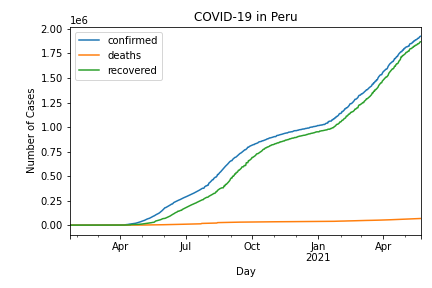 COVID-19 in Peru
1e6
2.00
1.75
1.50
1.25
1.00
0.75
0.50
0.25
0.00
Number of Cases
confirmed
deaths
recovered
Apr Jul Oct Jan Apr
2021
Day